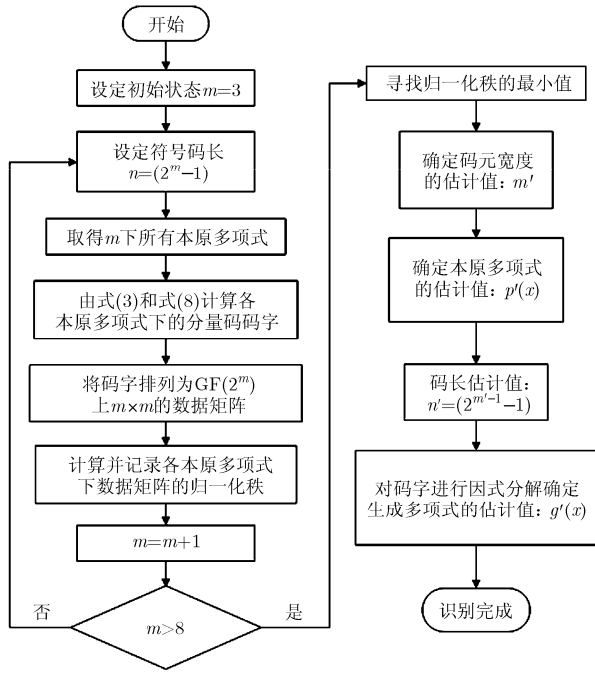 开始
设定初始状态m=3
设定符号码长
n=(2^m−1)
取得m下所有本原多项式
由式(3)和式(8)计算各
本原多项式下的分量码码字
将码字排列为GF(2^m)
上m×m的数据矩阵
计算并记录各本原多项式
下数据矩阵的归一化秩
m=m+1
m>8
否
是
寻找归一化秩的最小值
确定码元宽度
的估计值：m′
确定本原多项式
的估计值：p′(x)
码长估计值：
n′=(2^{m′−1}−1)
对码字进行因式分解确定
生成多项式的估计值：g′(x)
识别完成